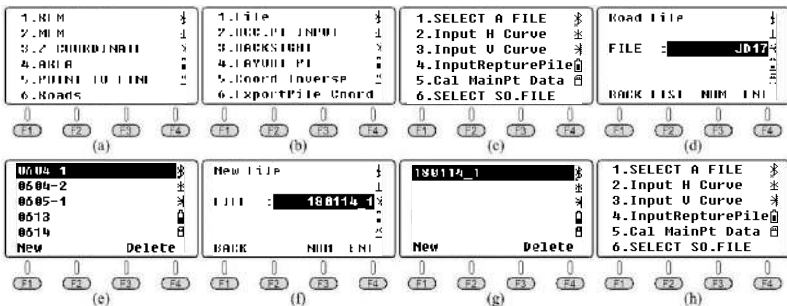 1.REM
2.MLM
3.Z COORDINATE
4.AREA
5.POINT TO LINE
6.Roads
F1 F2 F3 F4
(a)
1.File
2.OCC.PT INPUT
3.BACKSIGHT
4.LAYOUT PT
5.Coord Inverse
6.ExportPile Coord
F1 F2 F3 F4
(b)
1.SELECT A FILE
2.Input H Curve
3.Input V Curve
4.InputRepturePile
5.Cal MainPt Data
6.SELECT SO.FILE
F1 F2 F3 F4
(c)
Road File
FILE : JD17
BACK LIST NUM ENT
F1 F2 F3 F4
(d)
0604-1
0604-2
0605-1
0613
0614
New Delete
F1 F2 F3 F4
(e)
New File
FILE : 180114_1
BACK NUM ENT
F1 F2 F3 F4
(f)
180114_1
New Delete
F1 F2 F3 F4
(g)
1.SELECT A FILE
2.Input H Curve
3.Input V Curve
4.InputRepturePile
5.Cal MainPt Data
6.SELECT SO.FILE
F1 F2 F3 F4
(h)